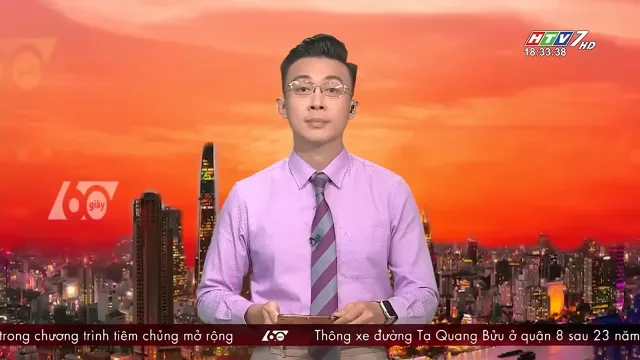 HTV7 HD
18:33:38
60 giây
trong chương trình tiêm chủng mở rộng 60 Thông xe đường Tạ Quang Bửu ở quận 8 sau 23 năm